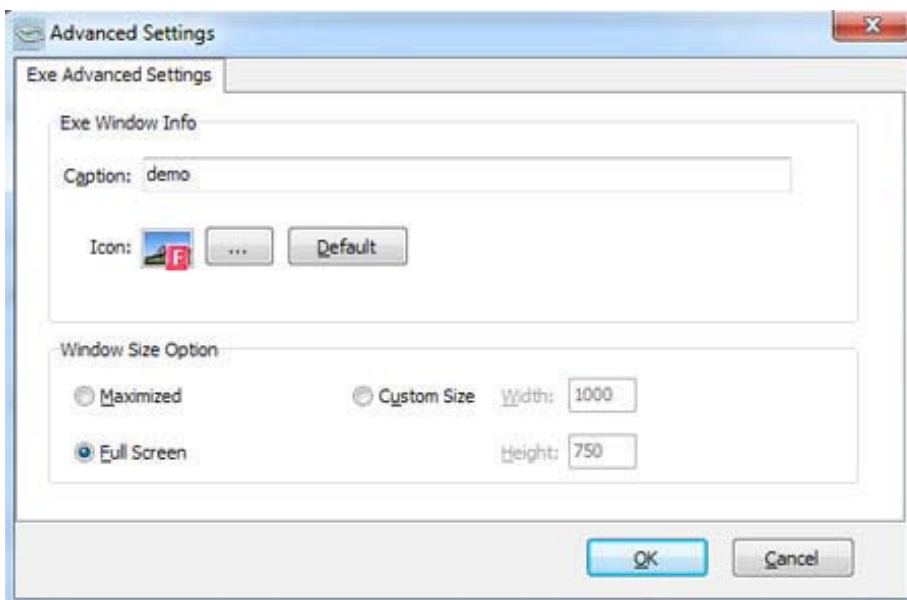 Advanced Settings
Exe Advanced Settings
Exe Window Info
Caption: demo
Icon: F ... Default
Window Size Option
Maximized Custom Size Width: 1000
Full Screen Height: 750
OK Cancel